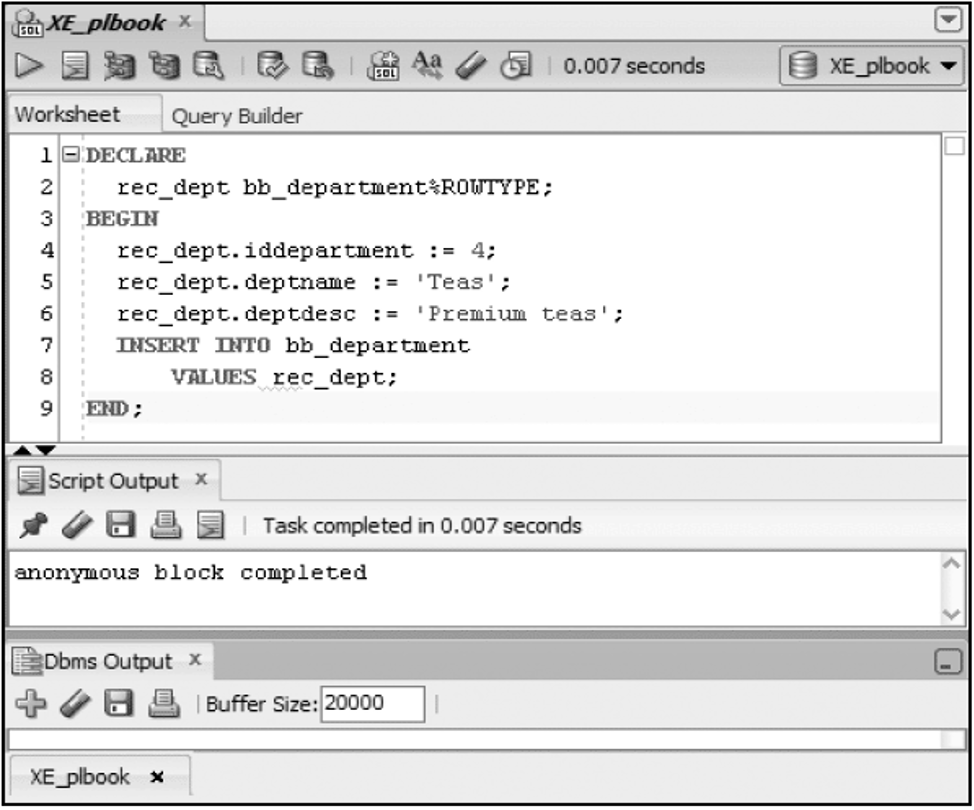 XE_plbook x
SQL
0.007 seconds XE_plbook
Worksheet Query Builder
1 DECLARE
2 rec_dept bb_department%ROWTYPE;
3 BEGIN
4 rec_dept.iddepartment := 4;
5 rec_dept.deptname := 'Teas';
6 rec_dept.deptdesc := 'Premium teas';
7 INSERT INTO bb_department
8 VALUES rec_dept;
9 END;
Script Output x
Task completed in 0.007 seconds
anonymous block completed
Dbms Output x
Buffer Size: 20000
XE_plbook x